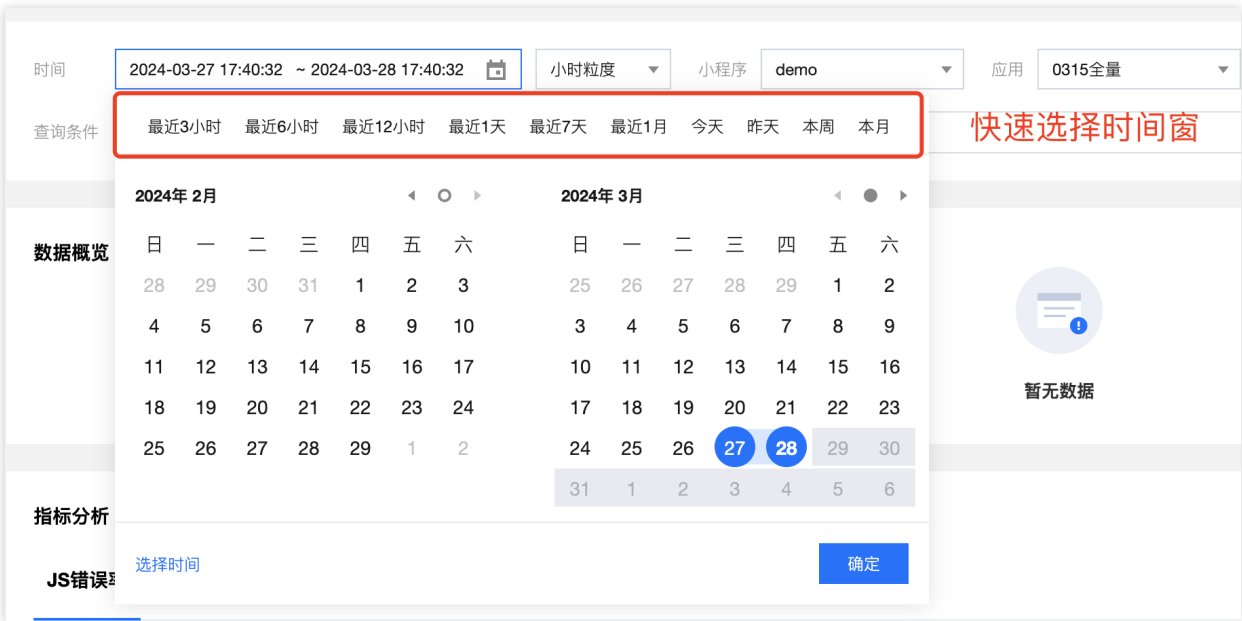 时间 2024-03-27 17:40:32 ~ 2024-03-28 17:40:32 小时粒度 小程序 demo 应用 0315全量
查询条件 最近3小时 最近6小时 最近12小时 最近1天 最近7天 最近1月 今天 昨天 本周 本月 快速选择时间窗
2024年 2月 2024年 3月
数据概览 日 一 二 三 四 五 六 日 一 二 三 四 五 六
28 29 30 31 1 2 3 25 26 27 28 29 1 2
4 5 6 7 8 9 10 3 4 5 6 7 8 9
11 12 13 14 15 16 17 10 11 12 13 14 15 16
18 19 20 21 22 23 24 17 18 19 20 21 22 23
暂无数据
25 26 27 28 29 1 2 24 25 26 27 28 29 30
31 1 2 3 4 5 6
指标分析
选择时间 确定
JS错误